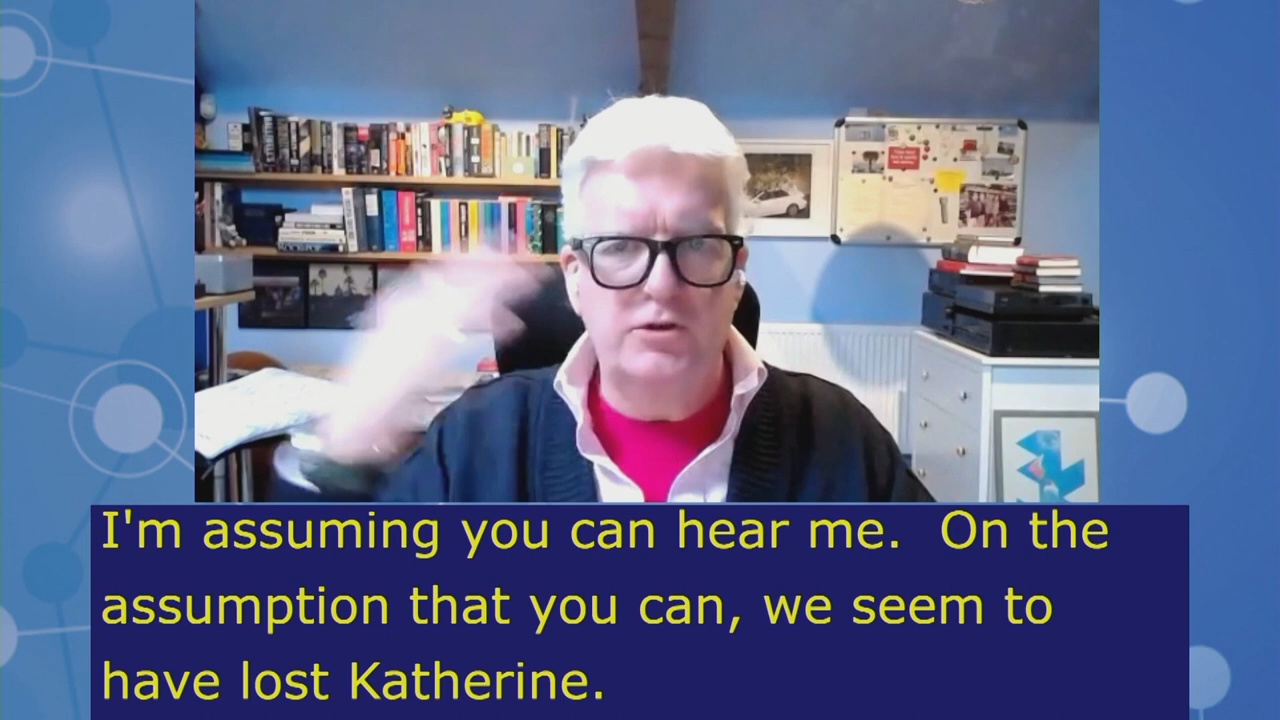 I'm assuming you can hear me.  On the
assumption that you can, we seem to
have lost Katherine.